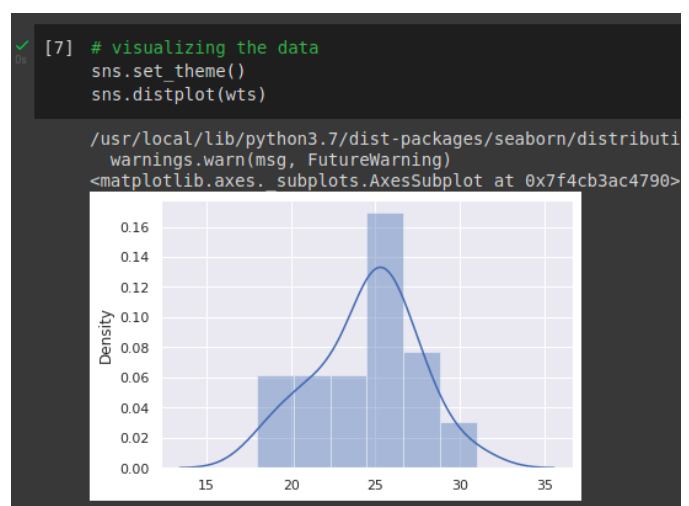 [7] # visualizing the data
0s
sns.set_theme()
sns.distplot(wts)
/usr/local/lib/python3.7/dist-packages/seaborn/distributi
warnings.warn(msg, FutureWarning)
<matplotlib.axes._subplots.AxesSubplot at 0x7f4cb3ac4790>
0.16
0.14
0.12
0.10
0.08
0.06
0.04
0.02
0.00
Density
15 20 25 30 35